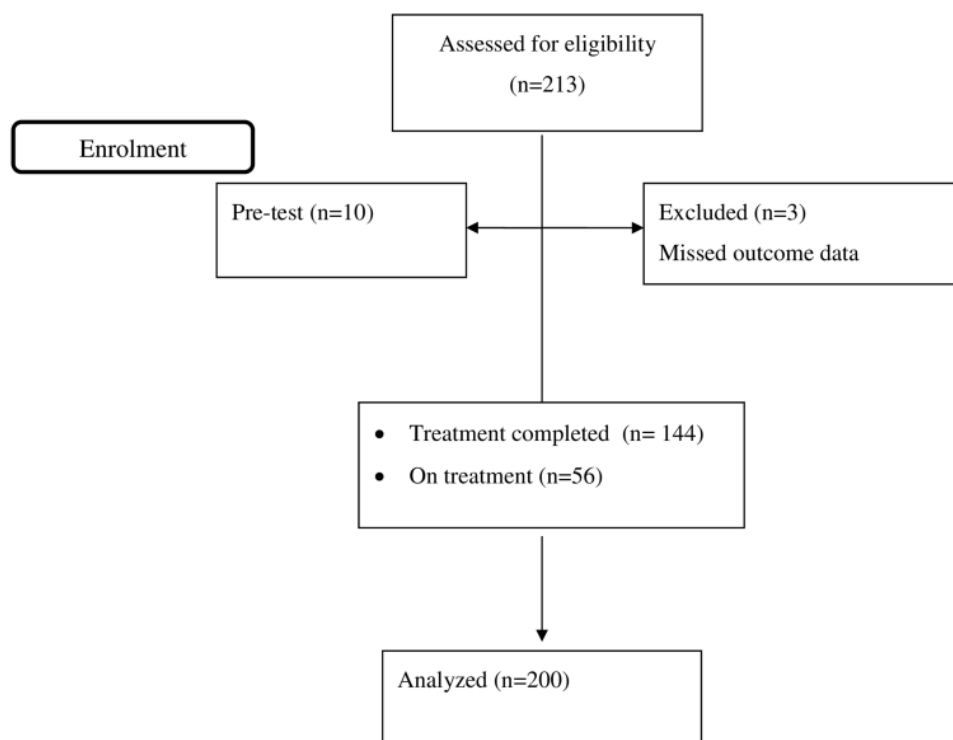 Assessed for eligibility
(n=213)
Enrolment
Pre-test (n=10)
Excluded (n=3)
Missed outcome data
• Treatment completed (n= 144)
• On treatment (n=56)
Analyzed (n=200)